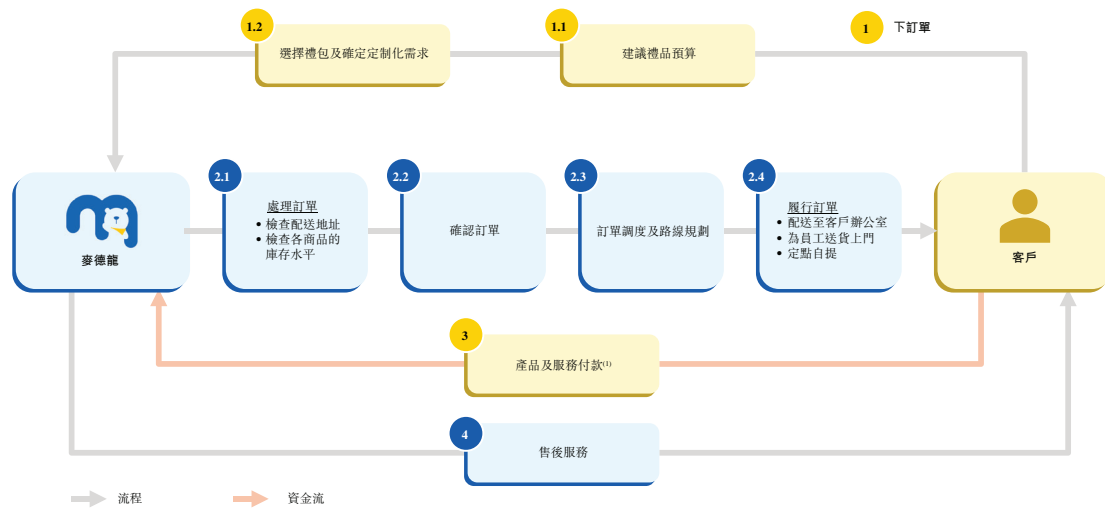 1.2
選擇禮包及確定定制化需求
1.1
建議禮品預算
1
下訂單
麥德龍
2.1
處理訂單
• 檢查配送地址
• 檢查各商品的
庫存水平
2.2
確認訂單
2.3
訂單調度及路線規劃
2.4
履行訂單
• 配送至客戶辦公室
• 為員工送貨上門
• 定點自提
客戶
3
產品及服務付款(1)
4
售後服務
流程
資金流